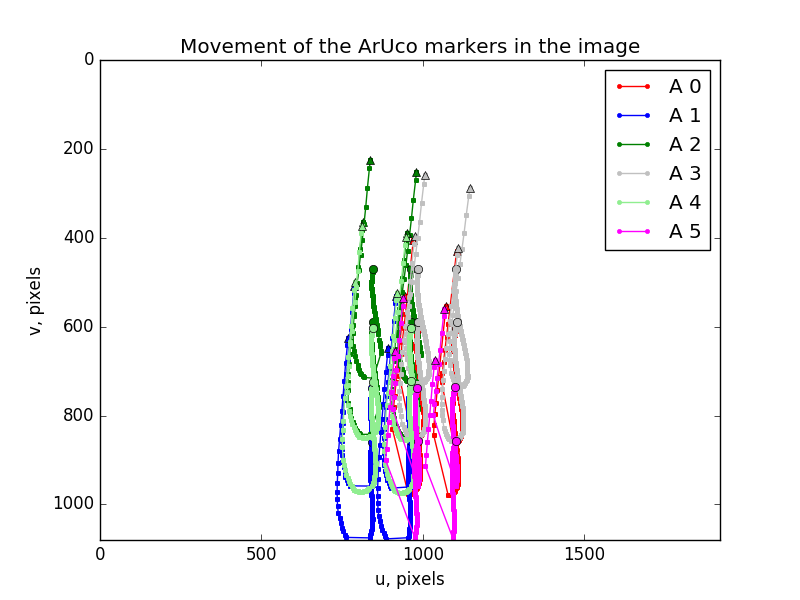 Movement of the ArUco markers in the image
0
200
400
600
800
1000
v, pixels
A 0
A 1
A 2
A 3
A 4
A 5
0
500
1000
1500
u, pixels